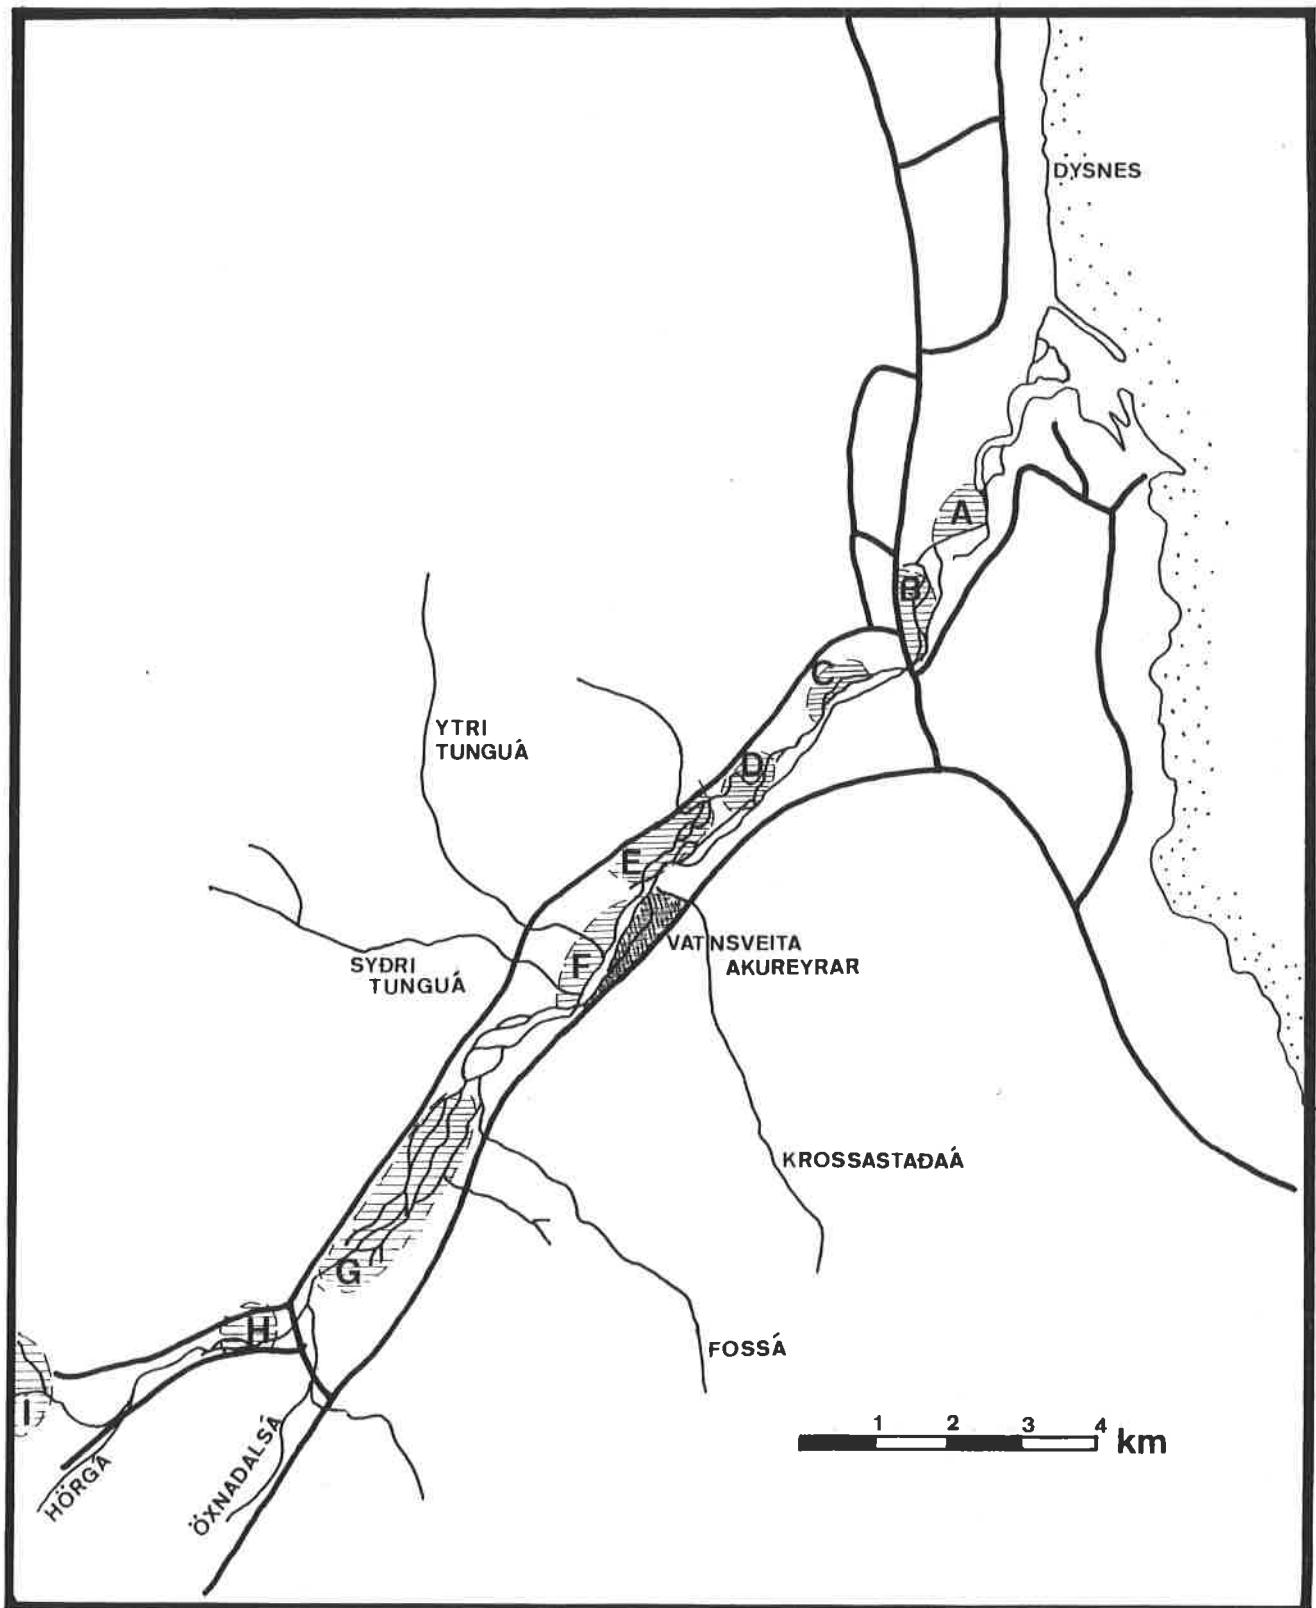 DYSNES
A
B
C
YTRI
TUNGUÁ
D
E
VATNSVEITA
AKUREYRAR
SYÐRI
TUNGUÁ
F
KROSSASTAÐAÁ
G
H
FOSSÁ
I
HÖRGÁ
ÖXNADALSÁ
1 2 3 4
km